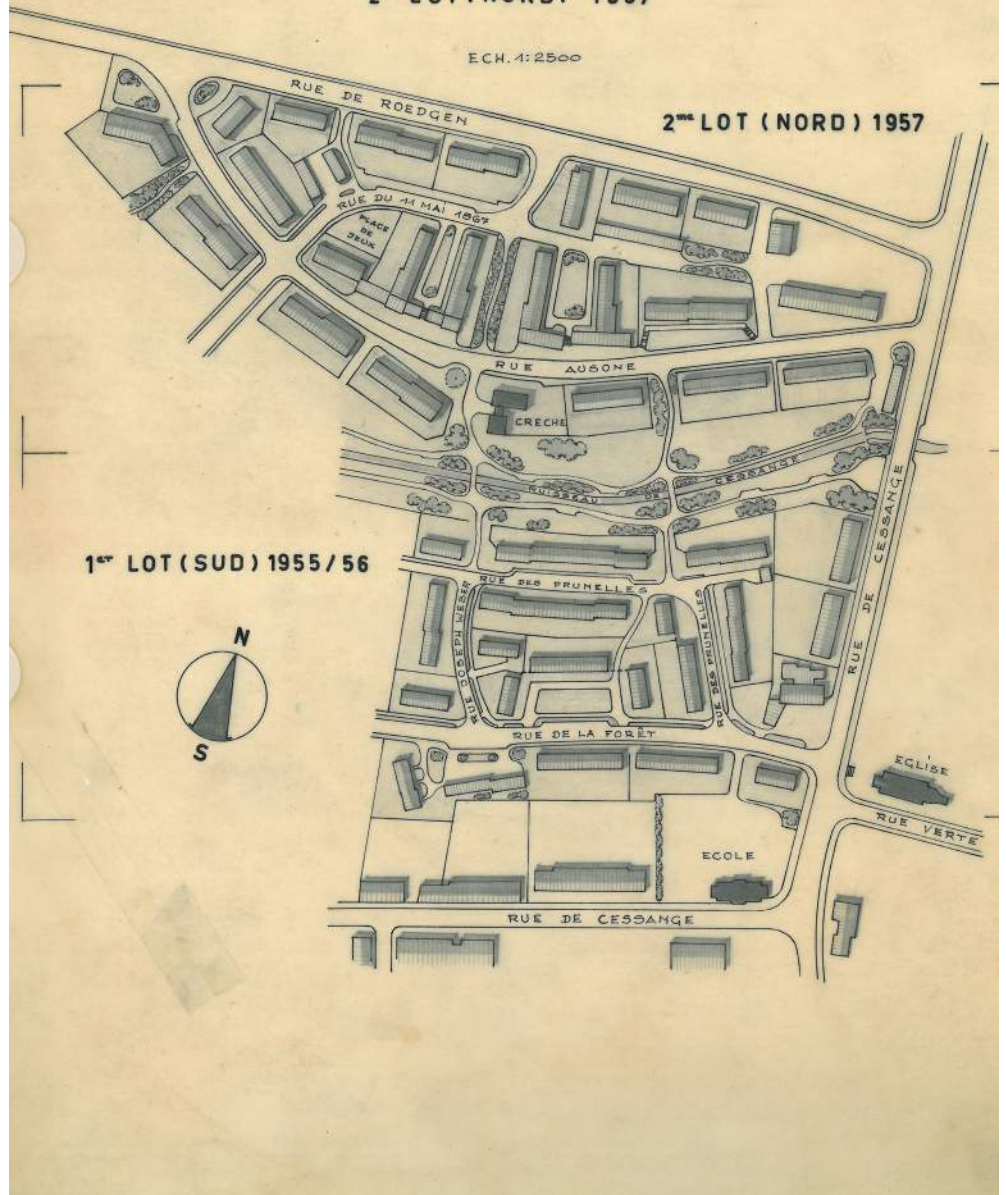 ECH. 1:2500
2me LOT (NORD) 1957
RUE DE ROEDGEN
RUE DU 11 MAI 1867
PLACE
DE
JEUX
RUE AUSONE
CRECHE
RUISSEAU DE CESSANGE
1er LOT (SUD) 1955/56
RUE DES PRUNELLES
RUE JOSEPH WEBER
RUE DES PRUNELLES
RUE DE CESSANGE
N
S
RUE DE LA FORÊT
EGLISE
RUE VERTE
ECOLE
RUE DE CESSANGE